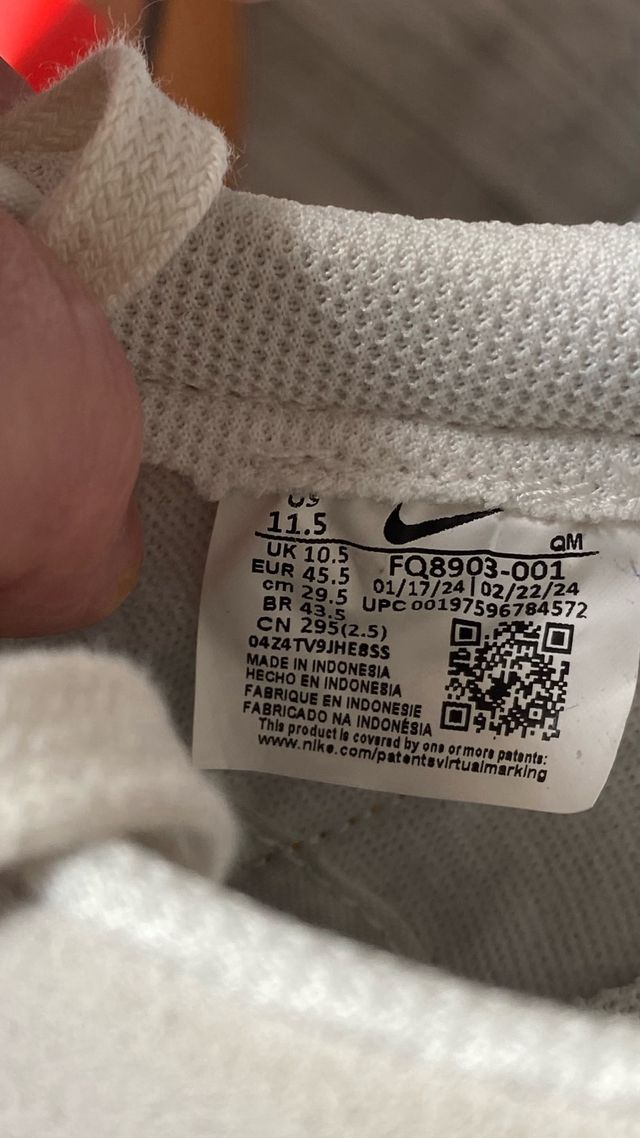 US
11.5
QM
UK 10.5
EUR 45.5
cm 29.5
BR 43.5
CN 295(2.5)
FQ8903-001
01/17/24 | 02/22/24
UPC 00197596784572
04Z4TV9JHE8SS
MADE IN INDONESIA
HECHO EN INDONESIA
FABRIQUE EN INDONESIE
FABRICADO NA INDONÉSIA
This product is covered by one or more patents:
www.nike.com/patentsvirtualmarking